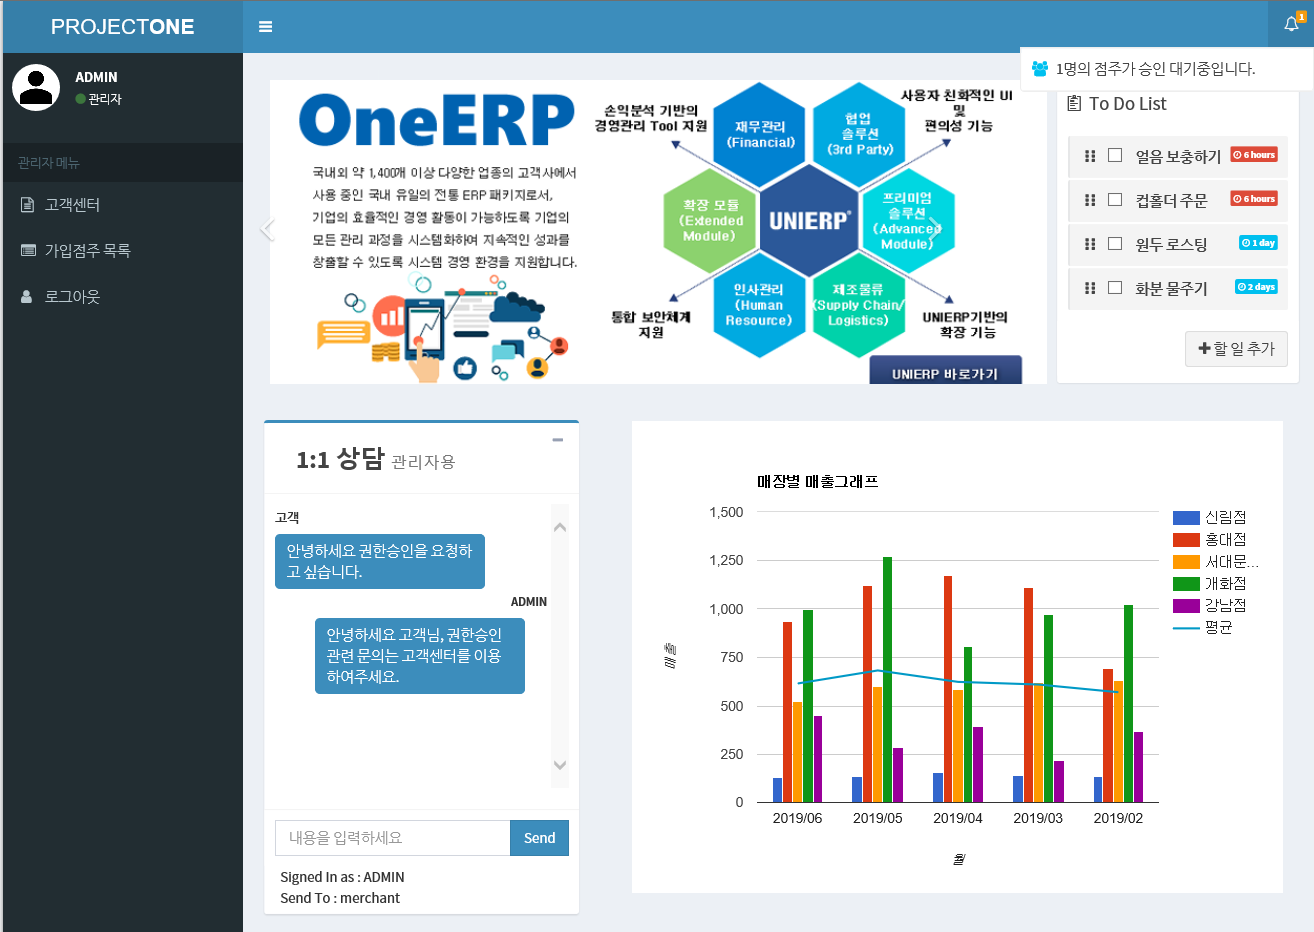 PROJECTONE
1
ADMIN
관리자
관리자 메뉴
고객센터
가입점주 목록
로그아웃
1명의 점주가 승인 대기중입니다.
OneERP
국내외 약 1,400개 이상 다양한 업종의 고객사에서
사용 중인 국내 유일의 전통 ERP 패키지로서,
기업의 효율적인 경영 활동이 가능하도록 기업의
모든 관리 과정을 시스템화하여 지속적인 성과를
창출할 수 있도록 시스템 경영 환경을 지원합니다.
손익분석 기반의
경영관리 Tool 지원
사용자 친화적인 UI
및
편의성 기능
재무관리
(Financial)
협업
솔루션
(3rd Party)
확장 모듈
(Extended
Module)
UNIERP
프리미엄
솔루션
(Advanced
Module)
인사관리
(Human
Resource)
제조물류
(Supply Chain/
Logistics)
통합 보안체계
지원
UNIERP기반의
확장 기능
UNIERP 바로가기
To Do List
얼음 보충하기 6 hours
컵홀더 주문 6 hours
원두 로스팅 1 day
화분 물주기 2 days
할 일 추가
1:1 상담 관리자용
고객
안녕하세요 권한승인을 요청하
고 싶습니다.
ADMIN
안녕하세요 고객님, 권한승인
관련 문의는 고객센터를 이용
하여주세요.
내용을 입력하세요
Send
Signed In as : ADMIN
Send To : merchant
매장별 매출그래프
1,500
1,250
1,000
750
500
250
0
매출
2019/06 2019/05 2019/04 2019/03 2019/02
월
신림점
홍대점
서대문...
개화점
강남점
평균